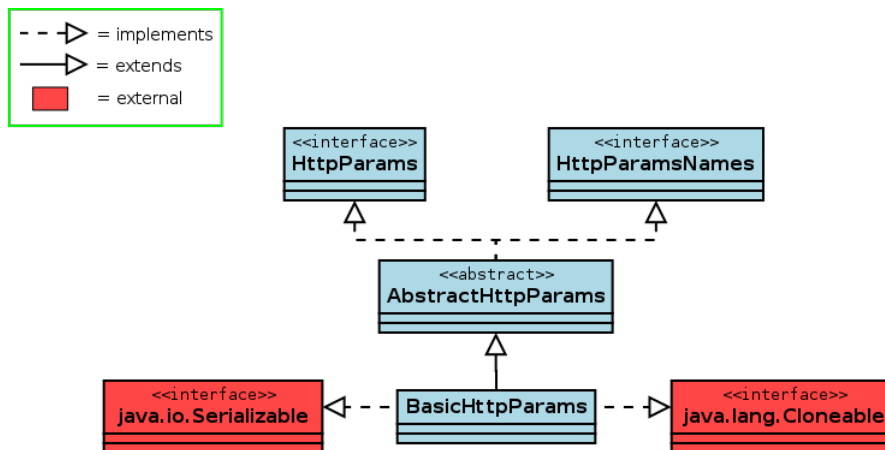 = implements
= extends
= external
<<interface>>
HttpParams
<<interface>>
HttpParamsNames
<<abstract>>
AbstractHttpParams
<<interface>>
java.io.Serializable
BasicHttpParams
<<interface>>
java.lang.Cloneable